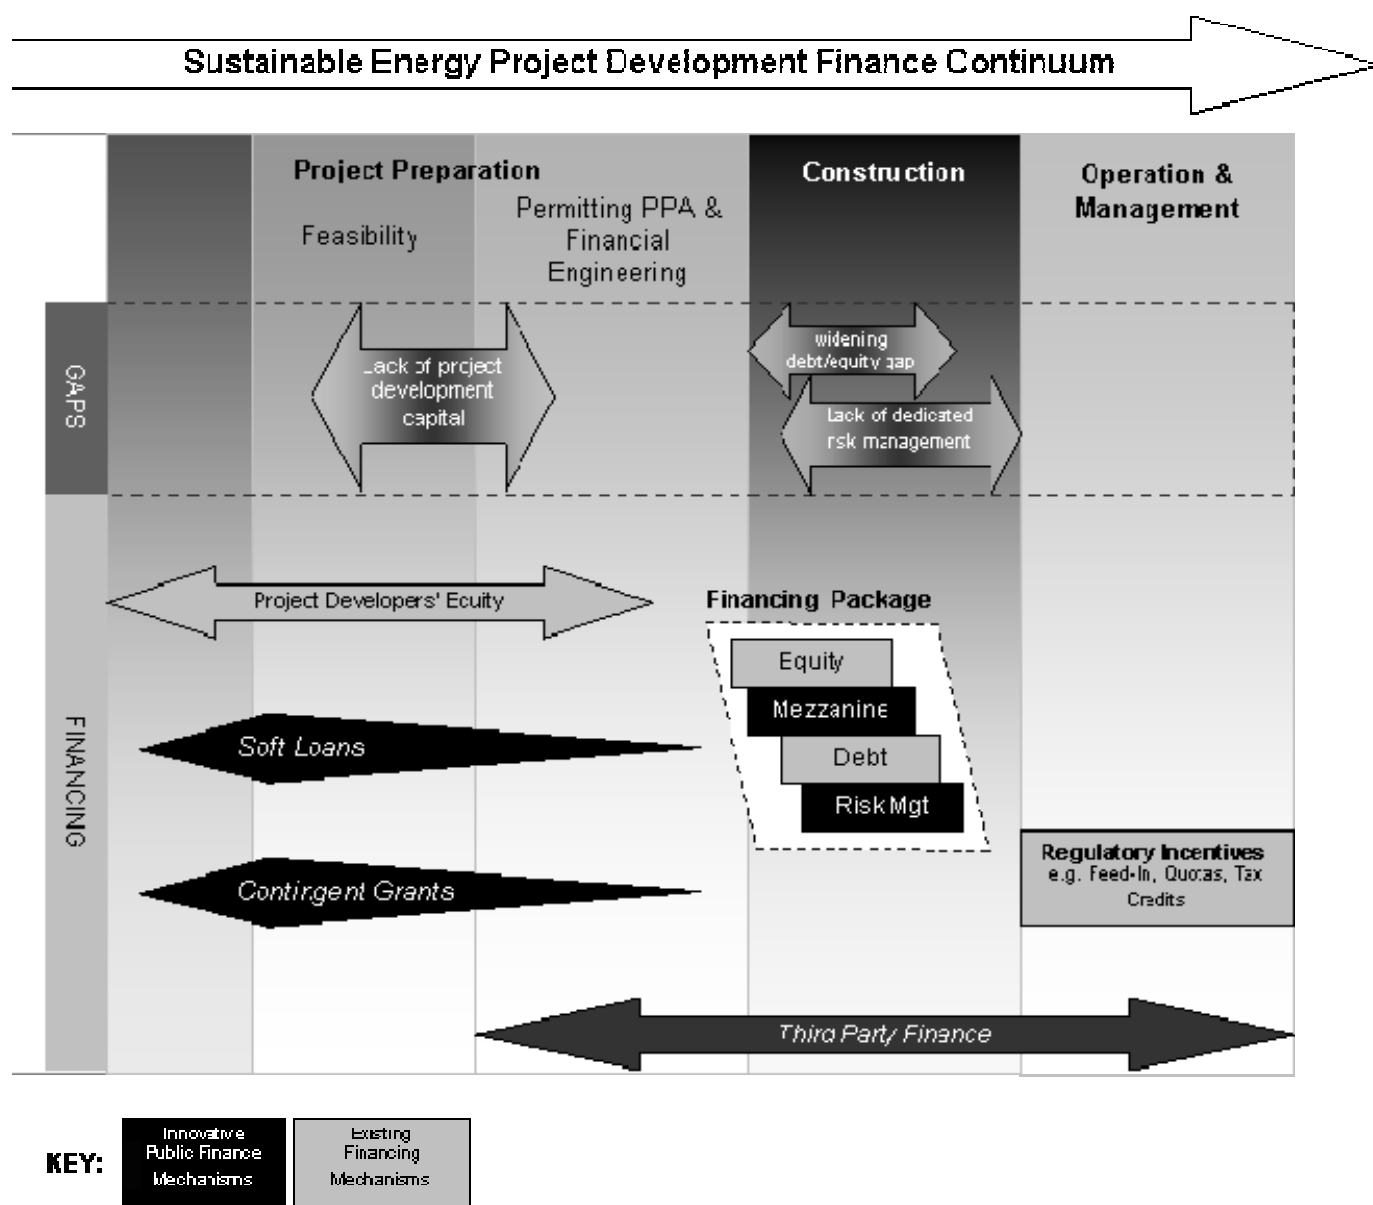 Sustainable Energy Project Development Finance Continuum
Project Preparation
Construction
Operation &
Management
Feasibility
Permitting PPA &
Financial
Engineering
GAPS
Lack of project
development
capital
widening
debt/equity gap
Lack of dedicated
risk management
FINANCING
Project Developers' Equity
Financing Package
Equity
Mezzanine
Debt
Risk Mgt
Soft Loans
Contingent Grants
Regulatory Incentives
e.g. Feed-In, Quotas, Tax
Credits
Third Party Finance
KEY:
Innovative
Public Finance
Mechanisms
Existing
Financing
Mechanisms